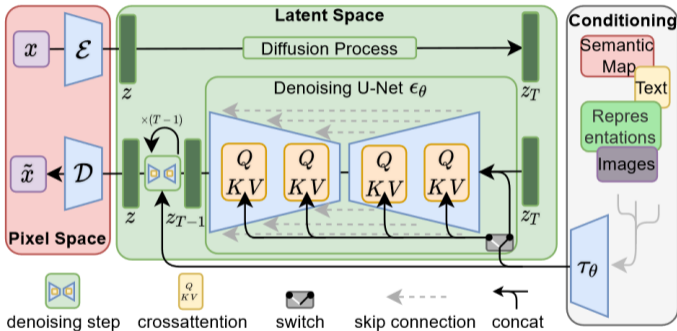 Latent Space
Conditioning
x
ℰ
Diffusion Process
Semantic
Map
z
z_T
Text
Denoising U-Net ϵ_θ
Repres
entations
×(T−1)
Images
Q
KV
Q
KV
Q
KV
Q
KV
x̃
𝒟
z
z_{T−1}
z_T
Pixel Space
τ_θ
Q
KV
denoising step
crossattention
switch
skip connection
concat